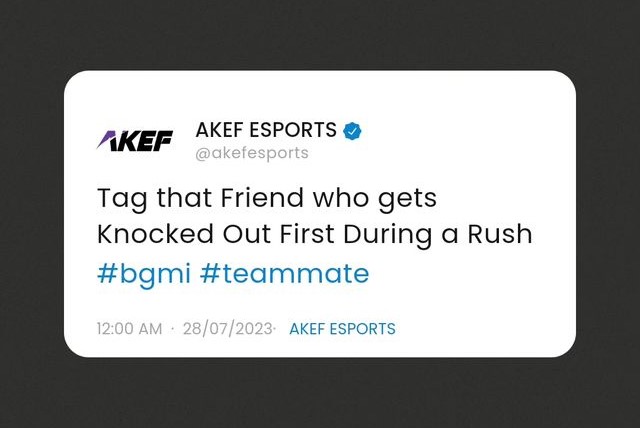 AKEF
AKEF ESPORTS
@akefesports
Tag that Friend who gets
Knocked Out First During a Rush
#bgmi #teammate
12:00 AM · 28/07/2023· AKEF ESPORTS